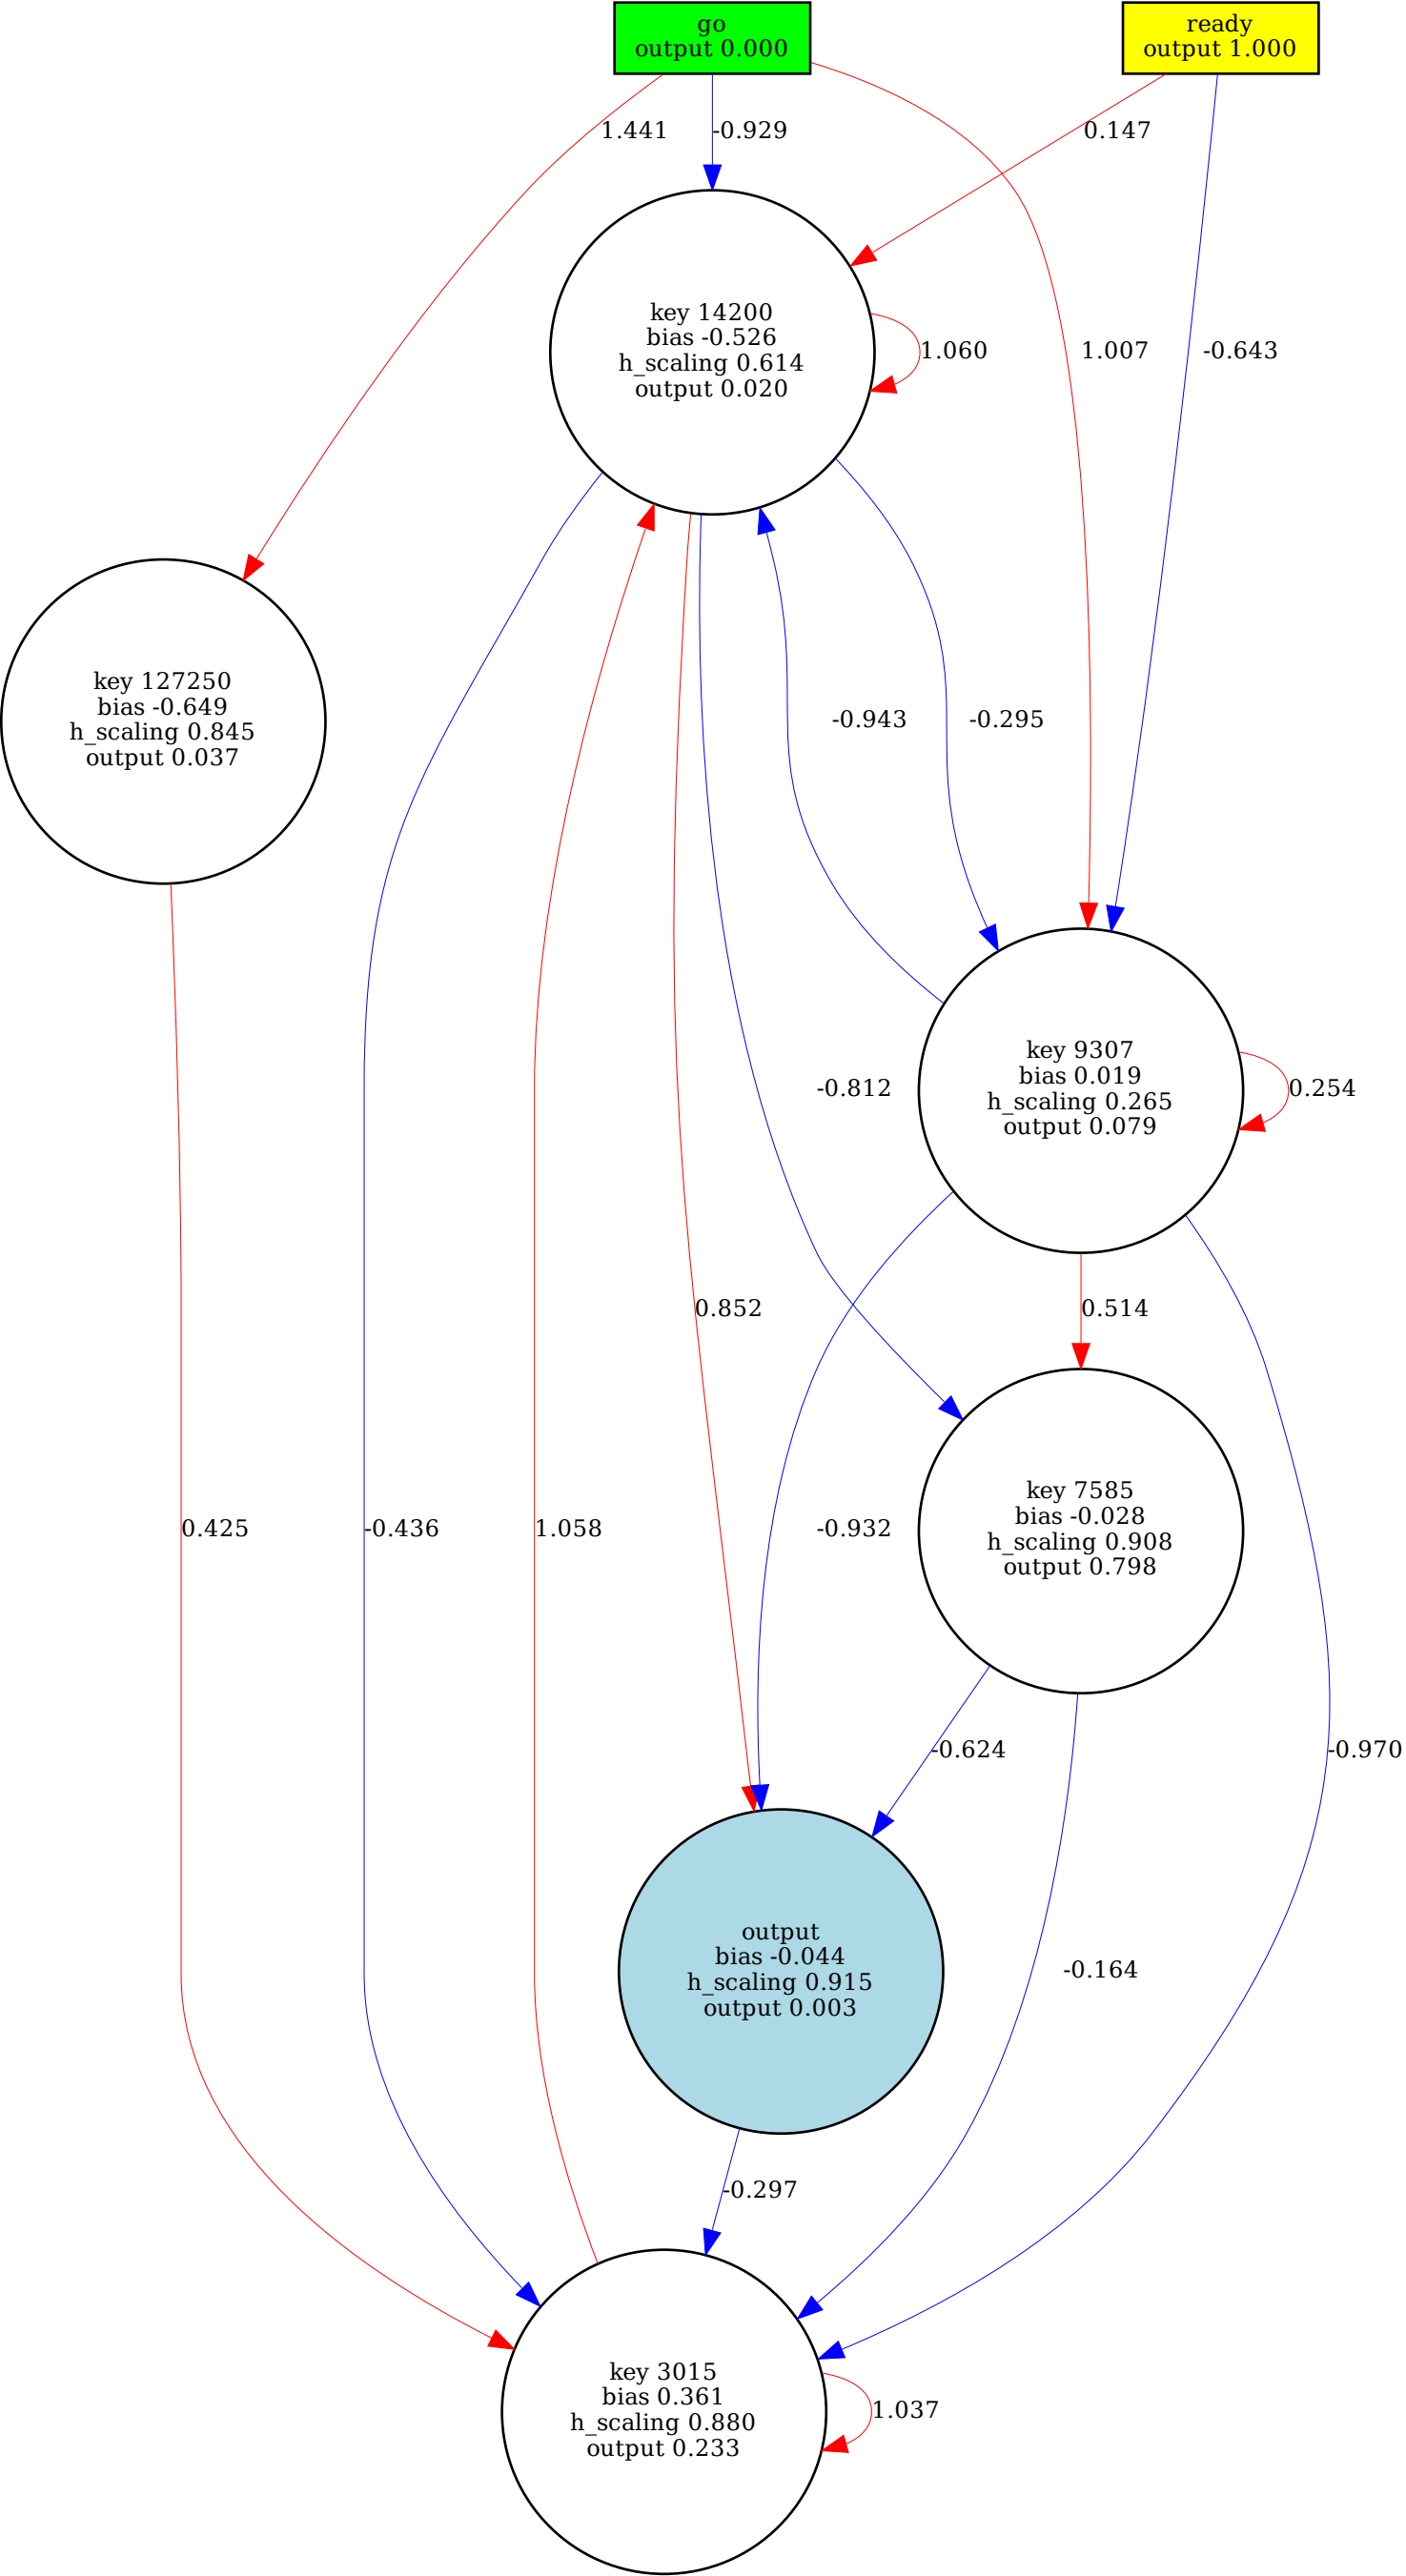 go
output 0.000
ready
output 1.000
1.441
-0.929
0.147
key 14200
bias -0.526
h_scaling 0.614
output 0.020
1.060
1.007
-0.643
key 127250
bias -0.649
h_scaling 0.845
output 0.037
-0.943
-0.295
key 9307
bias 0.019
h_scaling 0.265
output 0.079
-0.812
0.254
0.852
0.514
key 7585
bias -0.028
h_scaling 0.908
output 0.798
0.425
-0.436
1.058
-0.932
-0.624
-0.970
output
bias -0.044
h_scaling 0.915
output 0.003
-0.164
-0.297
key 3015
bias 0.361
h_scaling 0.880
output 0.233
1.037